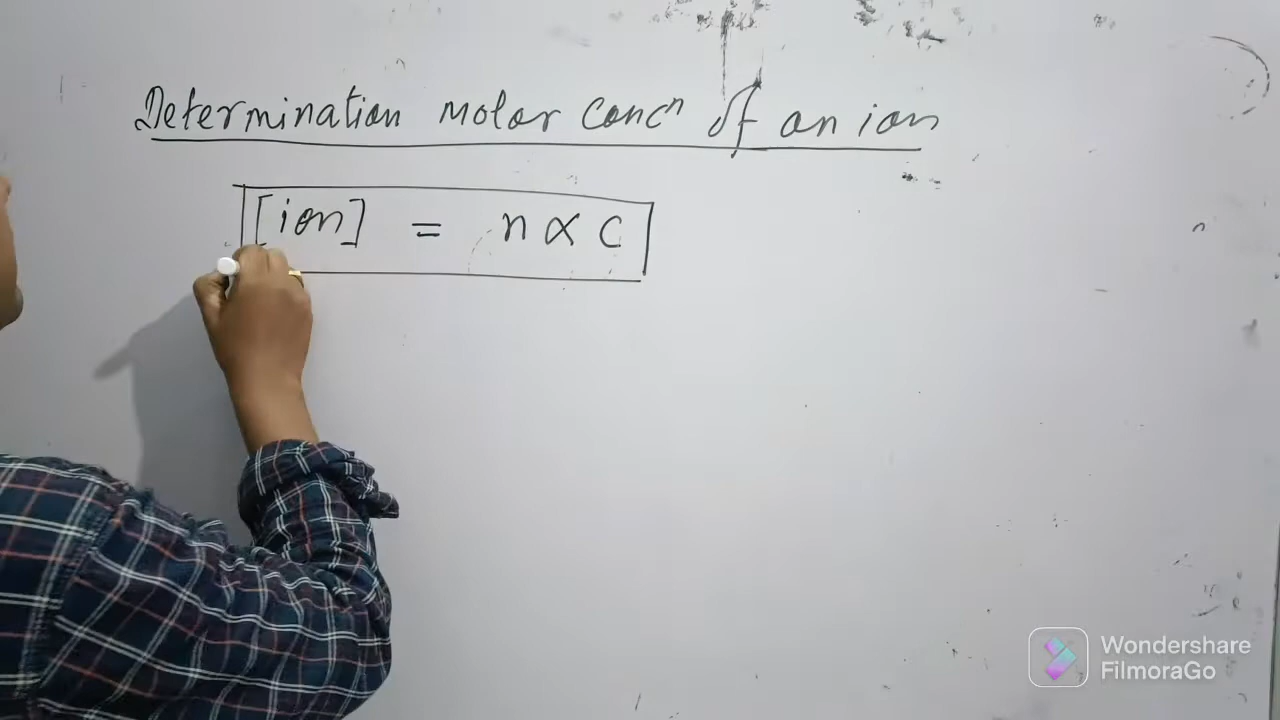 Determination molar concⁿ of an ion
[ion] = n ∝ c
Wondershare
FilmoraGo